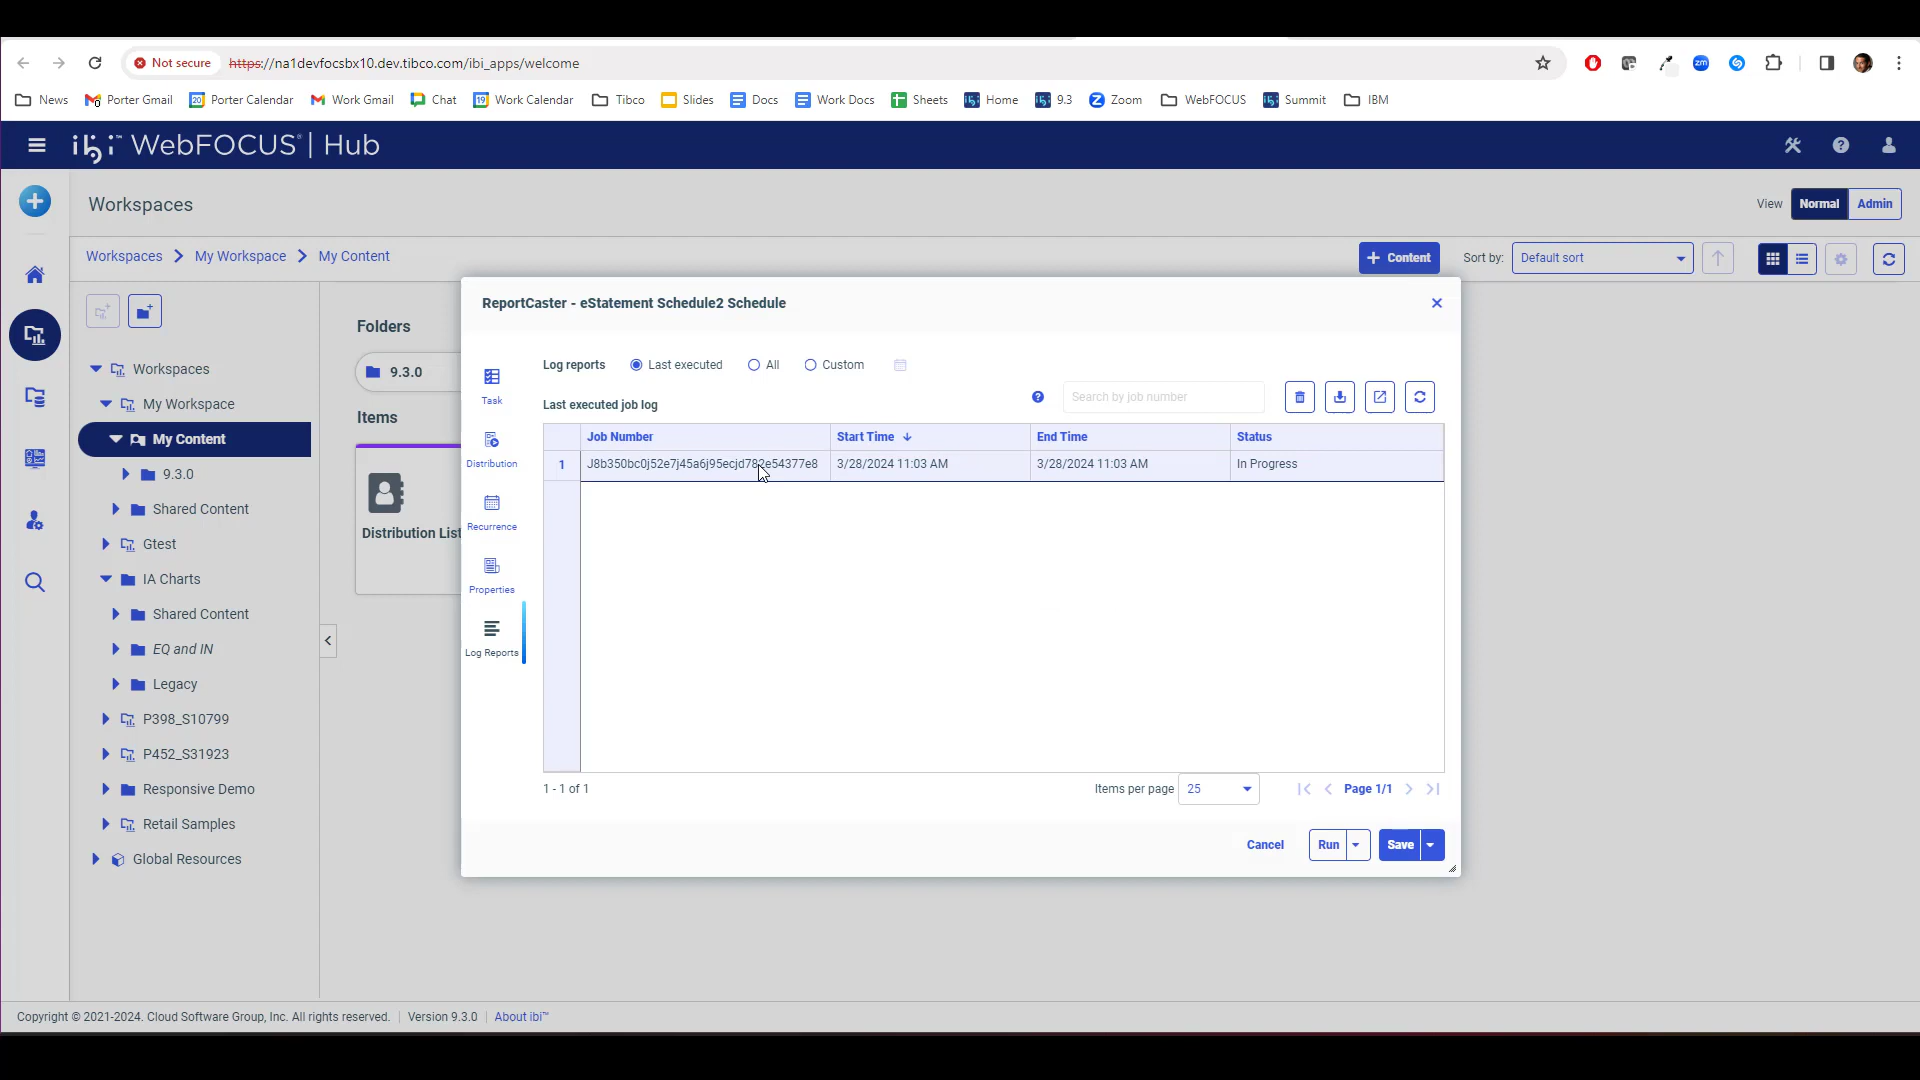 Not secure https://na1devfocsbx10.dev.tibco.com/ibi_apps/welcome
News Porter Gmail Porter Calendar Work Gmail Chat Work Calendar Tibco Slides Docs Work Docs Sheets Home 9.3 Zoom WebFOCUS Summit IBM
ibi™ WebFOCUS® | Hub
Workspaces
View Normal Admin
Workspaces My Workspace My Content
+ Content Sort by: Default sort
Workspaces
My Workspace
My Content
9.3.0
Shared Content
Gtest
IA Charts
Shared Content
EQ and IN
Legacy
P398_S10799
P452_S31923
Responsive Demo
Retail Samples
Global Resources
Folders
9.3.0
Items
Distribution List
ReportCaster - eStatement Schedule2 Schedule
Task
Distribution
Recurrence
Properties
Log Reports
Log reports Last executed All Custom
Last executed job log
Search by job number
Job Number Start Time End Time Status
1 J8b350bc0j52e7j45a6j95ecjd782e54377e8 3/28/2024 11:03 AM 3/28/2024 11:03 AM In Progress
1 - 1 of 1 Items per page 25 Page 1/1
Cancel Run Save
Copyright © 2021-2024. Cloud Software Group, Inc. All rights reserved. | Version 9.3.0 | About ibi™